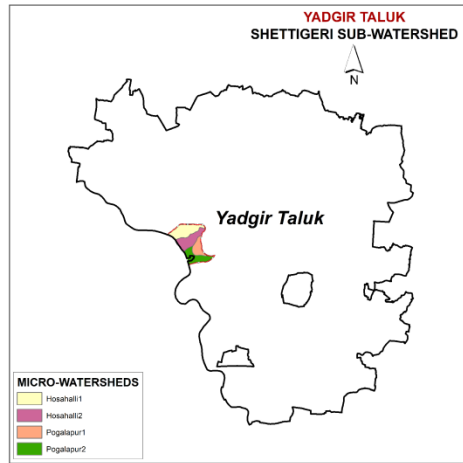 YADGIR TALUK
SHETTIGERI SUB-WATERSHED
N
Yadgir Taluk
MICRO-WATERSHEDS
Hosahalli1
Hosahalli2
Pogalapur1
Pogalapur2